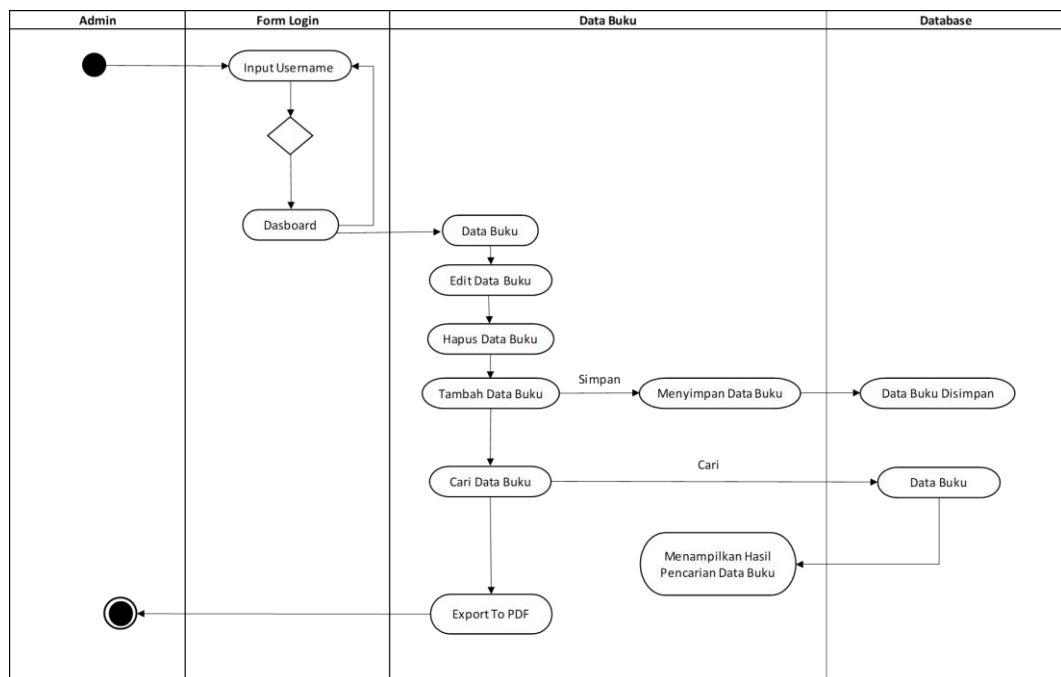 Admin
Form Login
Data Buku
Database
Input Username
Dasboard
Data Buku
Edit Data Buku
Hapus Data Buku
Tambah Data Buku
Simpan
Menyimpan Data Buku
Data Buku Disimpan
Cari Data Buku
Cari
Data Buku
Menampilkan Hasil
Pencarian Data Buku
Export To PDF